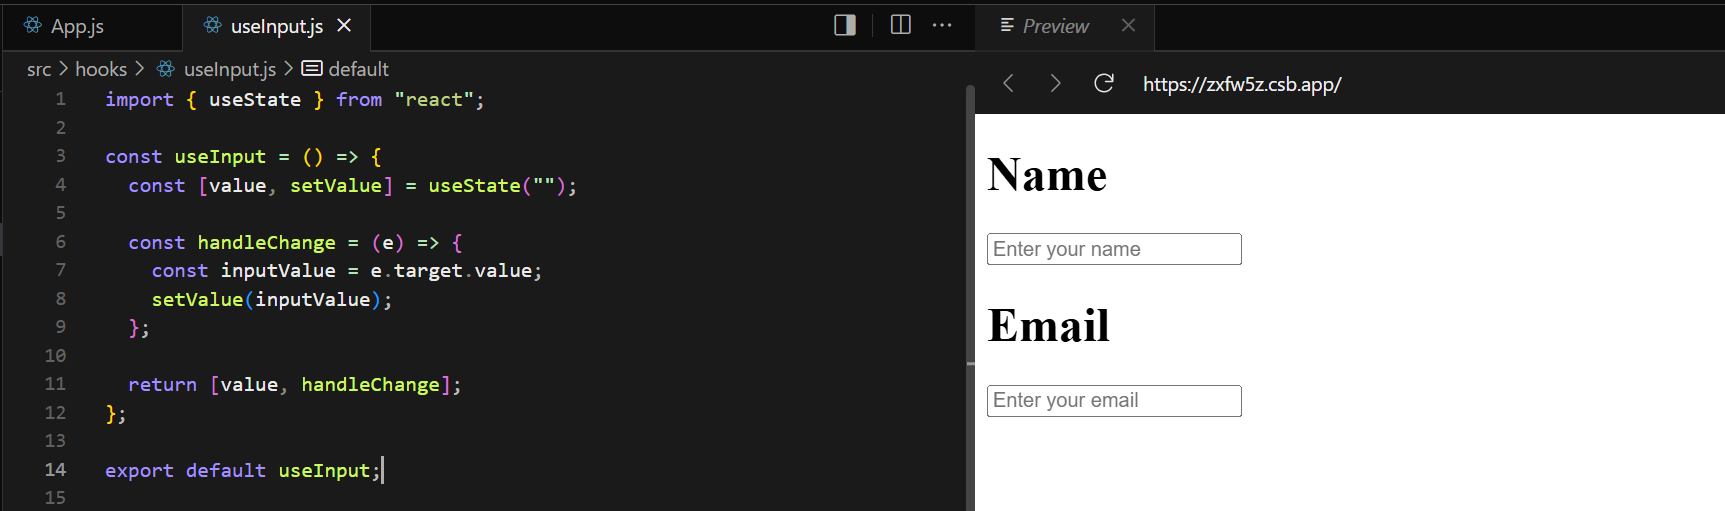 App.js
useInput.js
Preview
src > hooks > useInput.js > default
https://zxfw5z.csb.app/
1 import { useState } from "react";
2
3 const useInput = () => {
4   const [value, setValue] = useState("");
5
6   const handleChange = (e) => {
7     const inputValue = e.target.value;
8     setValue(inputValue);
9   };
10
11   return [value, handleChange];
12 };
13
14 export default useInput;
15
Name
Enter your name
Email
Enter your email